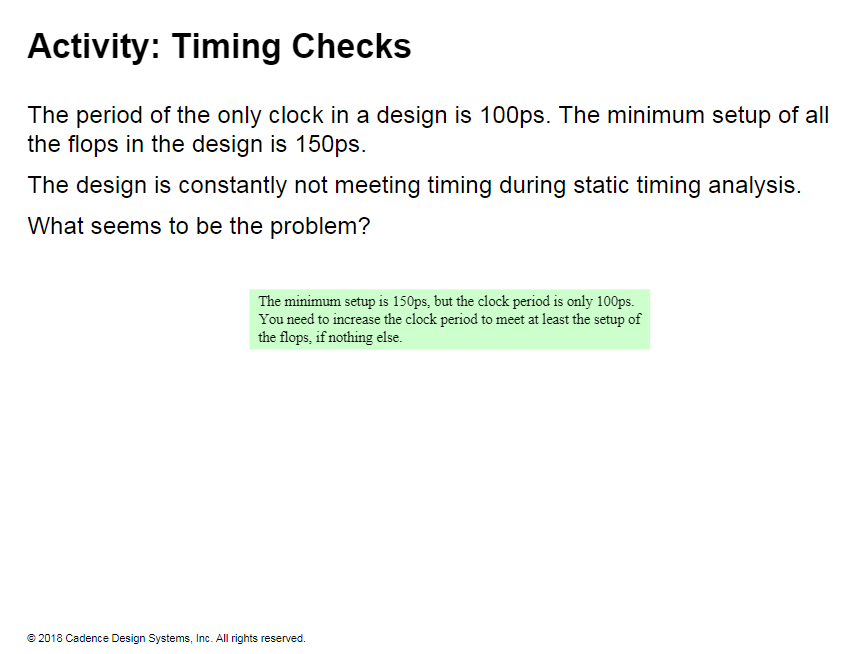 Activity: Timing Checks
The period of the only clock in a design is 100ps. The minimum setup of all
the flops in the design is 150ps.
The design is constantly not meeting timing during static timing analysis.
What seems to be the problem?
The minimum setup is 150ps, but the clock period is only 100ps.
You need to increase the clock period to meet at least the setup of
the flops, if nothing else.
© 2018 Cadence Design Systems, Inc. All rights reserved.